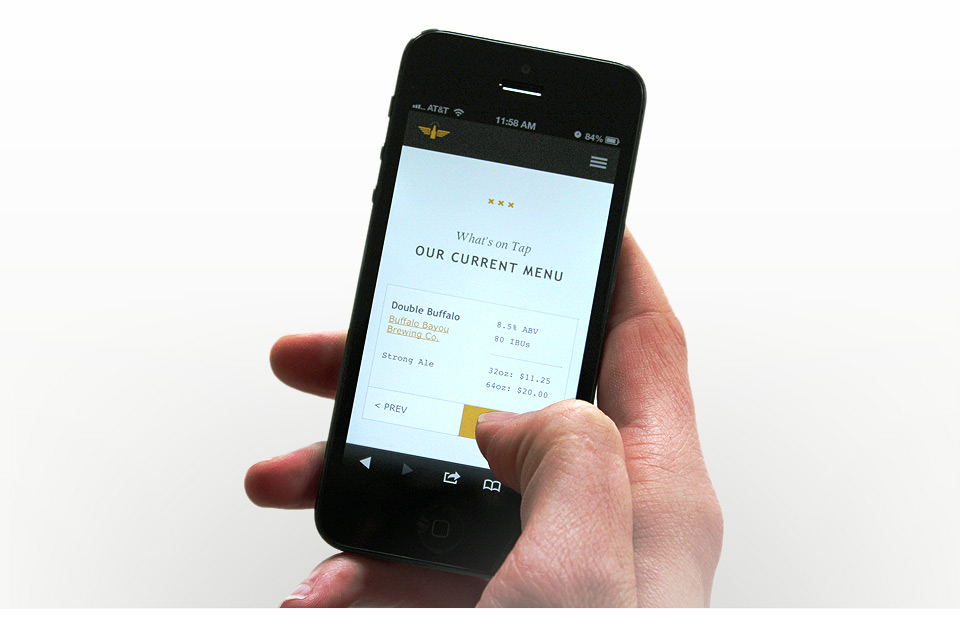 AT&T
11:58 AM
84%
What's on Tap
OUR CURRENT MENU
Double Buffalo
Buffalo Bayou
Brewing Co.
Strong Ale
8.5% ABV
80 IBUs
32oz: $11.25
64oz: $20.00
< PREV